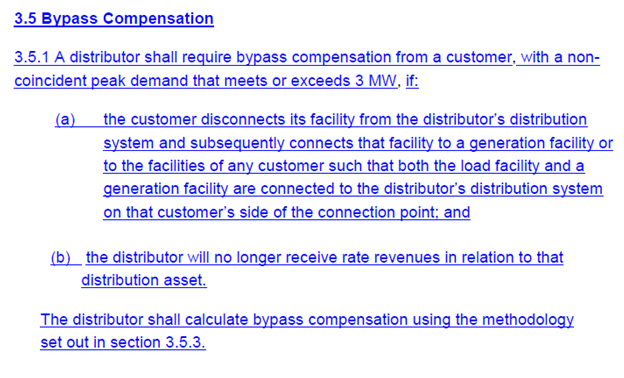 3.5 Bypass Compensation
3.5.1 A distributor shall require bypass compensation from a customer, with a non-
coincident peak demand that meets or exceeds 3 MW, if:
(a) the customer disconnects its facility from the distributor's distribution
system and subsequently connects that facility to a generation facility or
to the facilities of any customer such that both the load facility and a
generation facility are connected to the distributor's distribution system
on that customer's side of the connection point; and
(b) the distributor will no longer receive rate revenues in relation to that
distribution asset.
The distributor shall calculate bypass compensation using the methodology
set out in section 3.5.3.